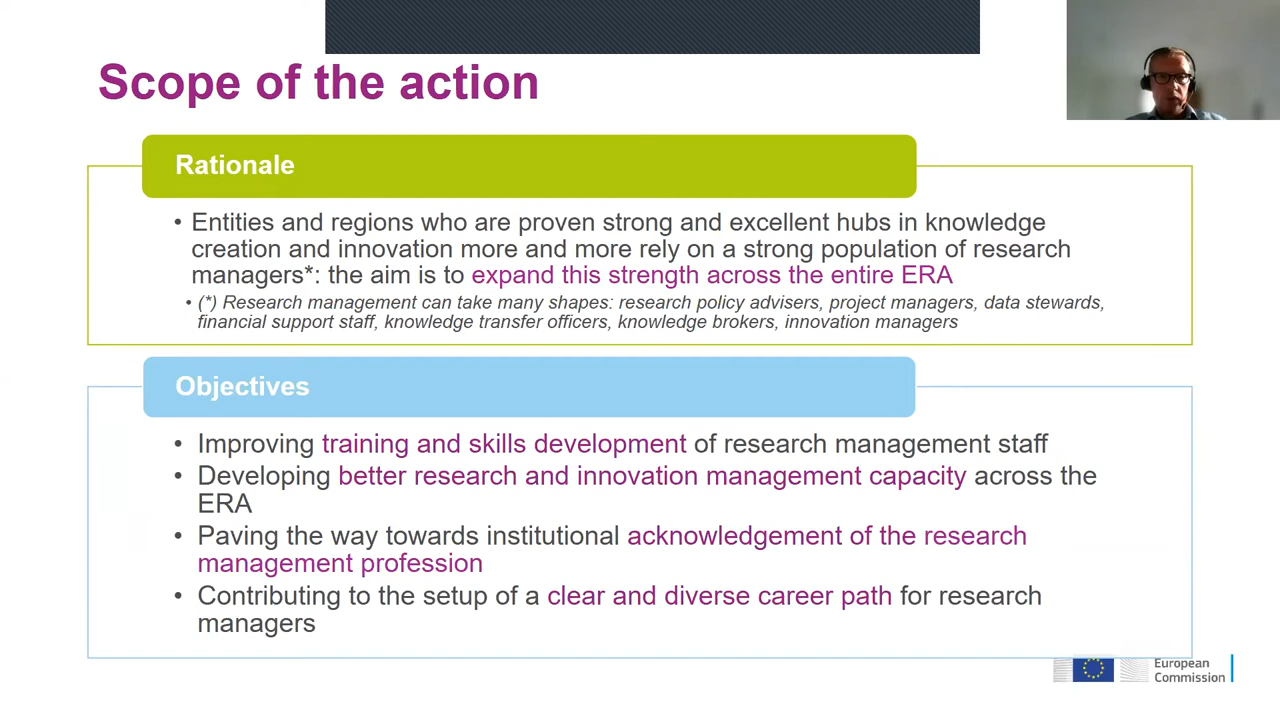 Scope of the action
Rationale
• Entities and regions who are proven strong and excellent hubs in knowledge
creation and innovation more and more rely on a strong population of research
managers*: the aim is to expand this strength across the entire ERA
• (*) Research management can take many shapes: research policy advisers, project managers, data stewards,
financial support staff, knowledge transfer officers, knowledge brokers, innovation managers
Objectives
• Improving training and skills development of research management staff
• Developing better research and innovation management capacity across the
ERA
• Paving the way towards institutional acknowledgement of the research
management profession
• Contributing to the setup of a clear and diverse career path for research
managers
European
Commission